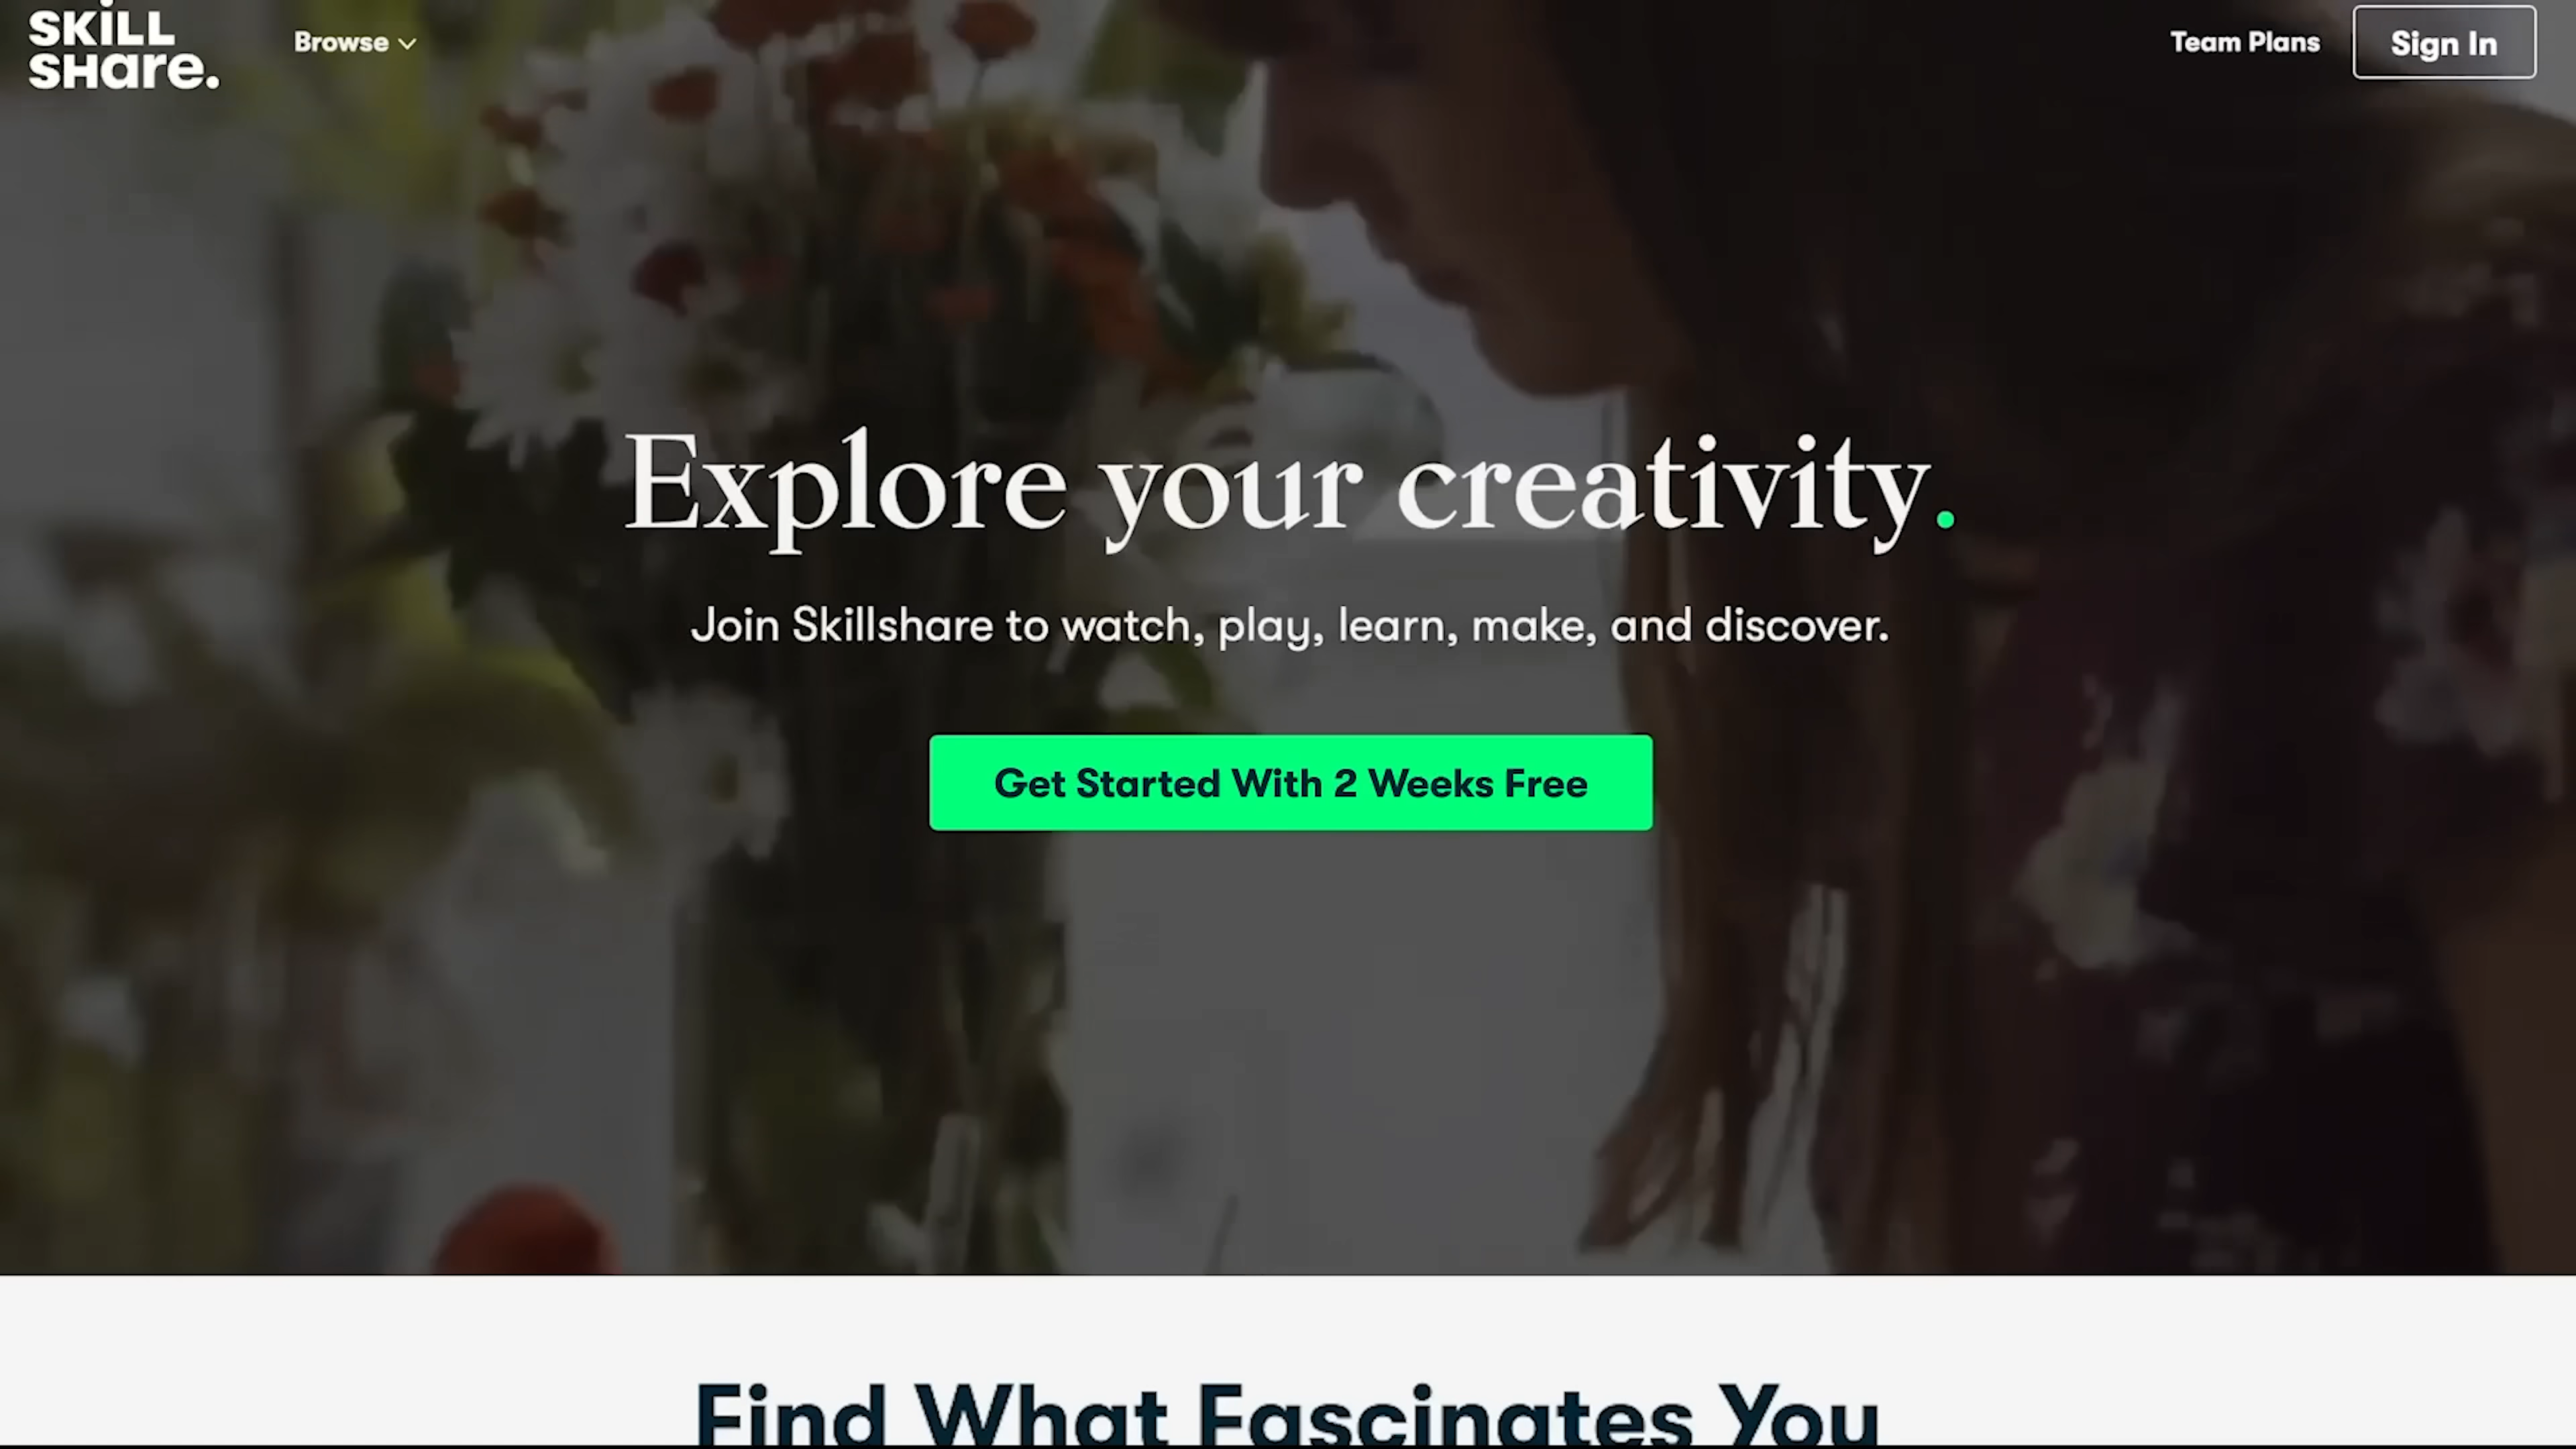 SKILL
SHare.
Browse
Team Plans
Sign In
Explore your creativity.
Join Skillshare to watch, play, learn, make, and discover.
Get Started With 2 Weeks Free
Find What Fascinates You